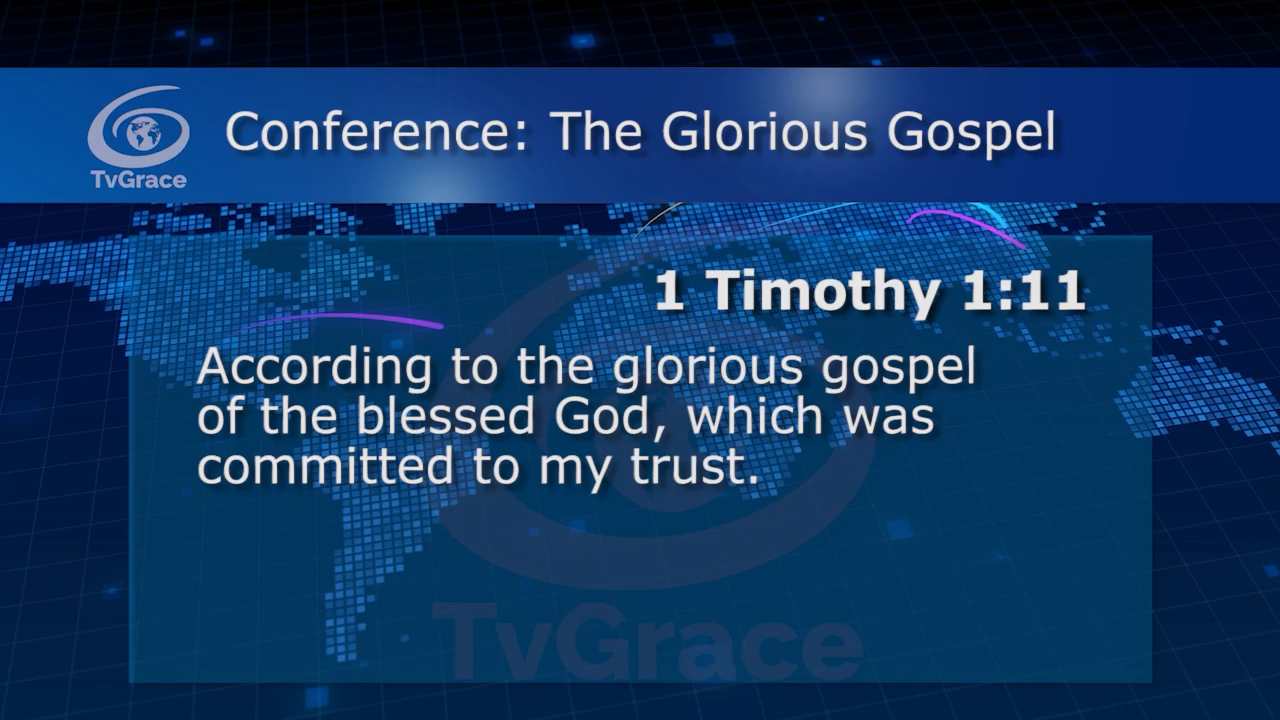 Conference: The Glorious Gospel
TvGrace
1 Timothy 1:11
According to the glorious gospel
of the blessed God, which was
committed to my trust.
TvGrace